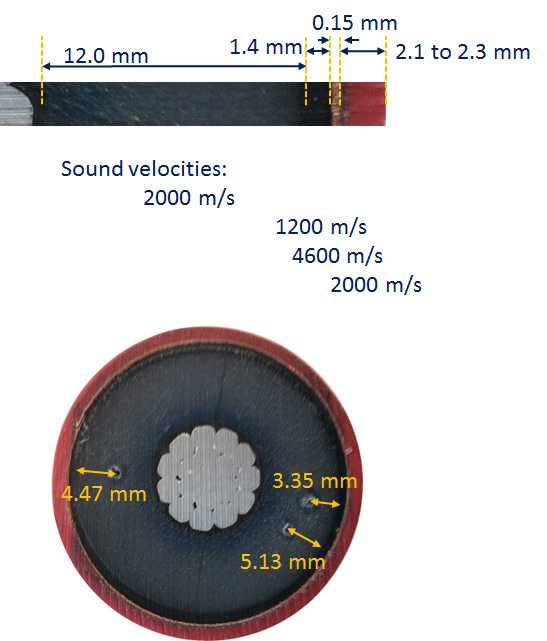 0.15 mm
1.4 mm
12.0 mm
2.1 to 2.3 mm
Sound velocities:
2000 m/s
1200 m/s
4600 m/s
2000 m/s
4.47 mm
3.35 mm
5.13 mm